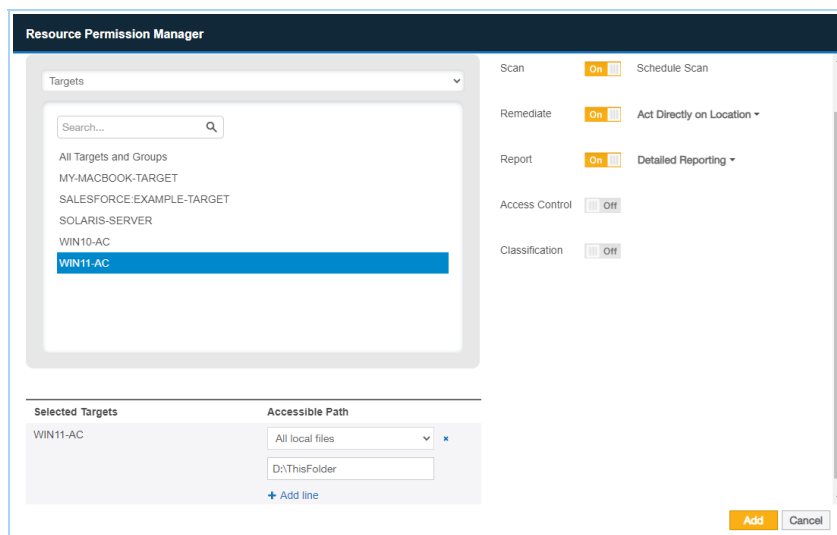 Resource Permission Manager
Targets
Search...
All Targets and Groups
MY-MACBOOK-TARGET
SALESFORCE:EXAMPLE-TARGET
SOLARIS-SERVER
WIN10-AC
WIN11-AC
Scan On Schedule Scan
Remediate On Act Directly on Location
Report On Detailed Reporting
Access Control Off
Classification Off
Selected Targets Accessible Path
WIN11-AC All local files ×
D:\ThisFolder
+ Add line
Add Cancel